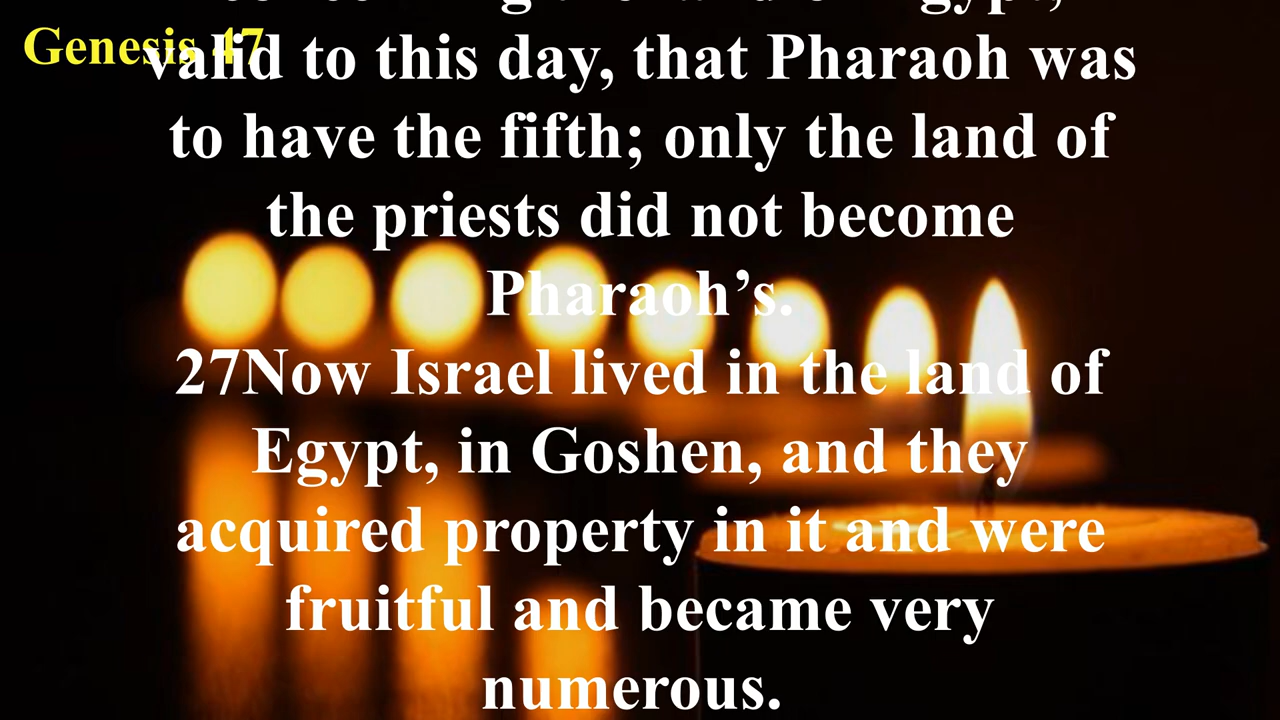 Genesis 47
valid to this day, that Pharaoh was
to have the fifth; only the land of
the priests did not become
Pharaoh’s.
27Now Israel lived in the land of
Egypt, in Goshen, and they
acquired property in it and were
fruitful and became very
numerous.